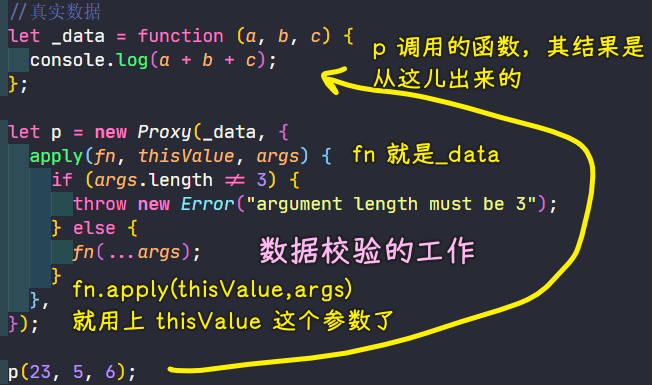 //真实数据
let _data = function (a, b, c) {
console.log(a + b + c);
};
p 调用的函数，其结果是
从这儿出来的
let p = new Proxy(_data, {
apply(fn, thisValue, args) {
fn 就是_data
if (args.length ≠ 3) {
throw new Error("argument length must be 3");
} else {
fn(...args);
数据校验的工作
}
fn.apply(thisValue,args)
就用上 thisValue 这个参数了
},
});
p(23, 5, 6);